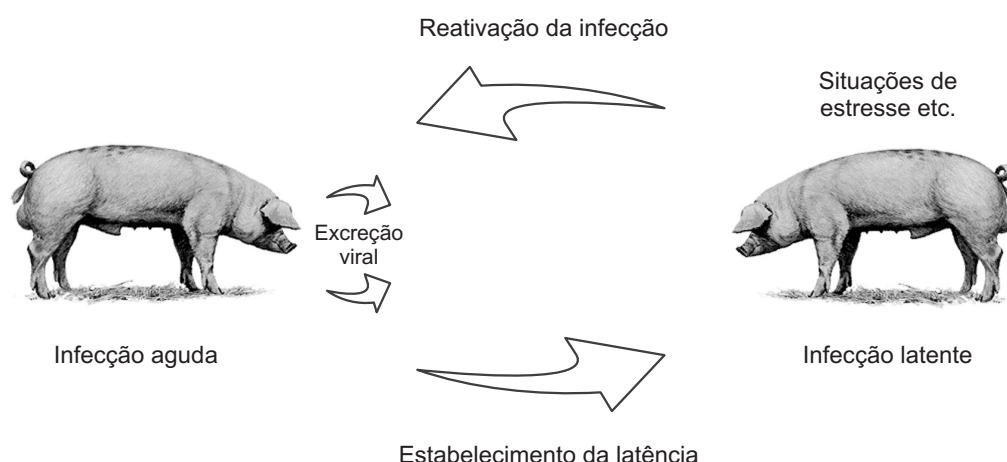 Reativação da infecção
Situações de
estresse etc.
Excreção
viral
Infecção aguda
Infecção latente
Estabelecimento da latência